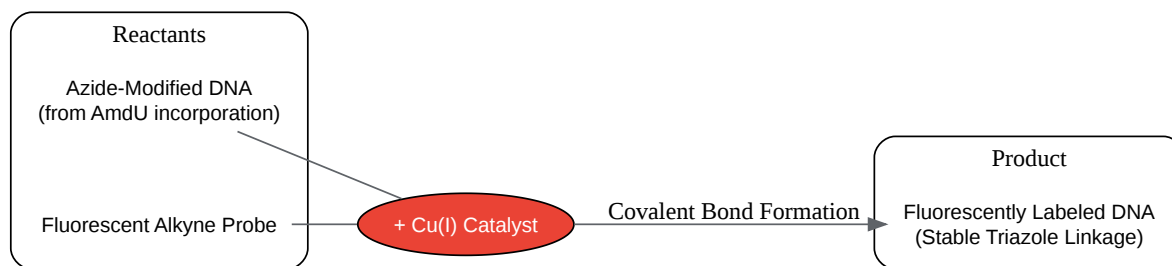 Reactants
Azide-Modified DNA
(from AmdU incorporation)
Fluorescent Alkyne Probe
+ Cu(I) Catalyst
Covalent Bond Formation
Product
Fluorescently Labeled DNA
(Stable Triazole Linkage)